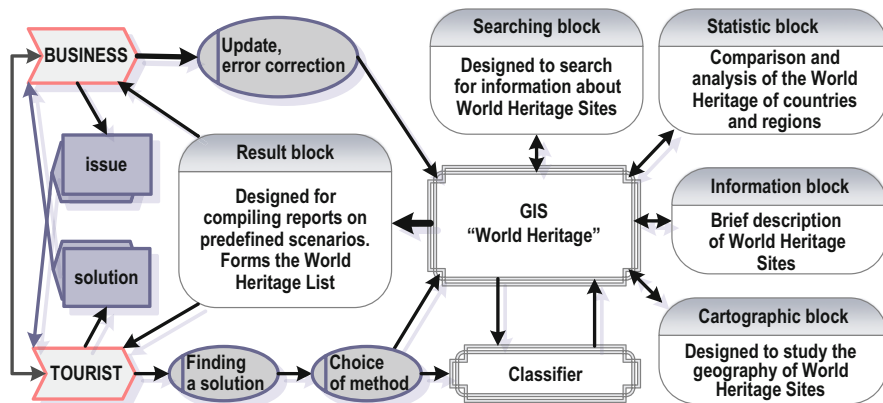 BUSINESS
Update,
error correction
Searching block
Designed to search
for information about
World Heritage Sites
Statistic block
Comparison and
analysis of the World
Heritage of countries
and regions
issue
Result block
Designed for
compiling reports on
predefined scenarios.
Forms the World
Heritage List
GIS
“World Heritage”
Information block
Brief description
of World Heritage
Sites
solution
Cartographic block
Designed to study the
geography of World
Heritage Sites
TOURIST
Finding
a solution
Choice
of method
Classifier